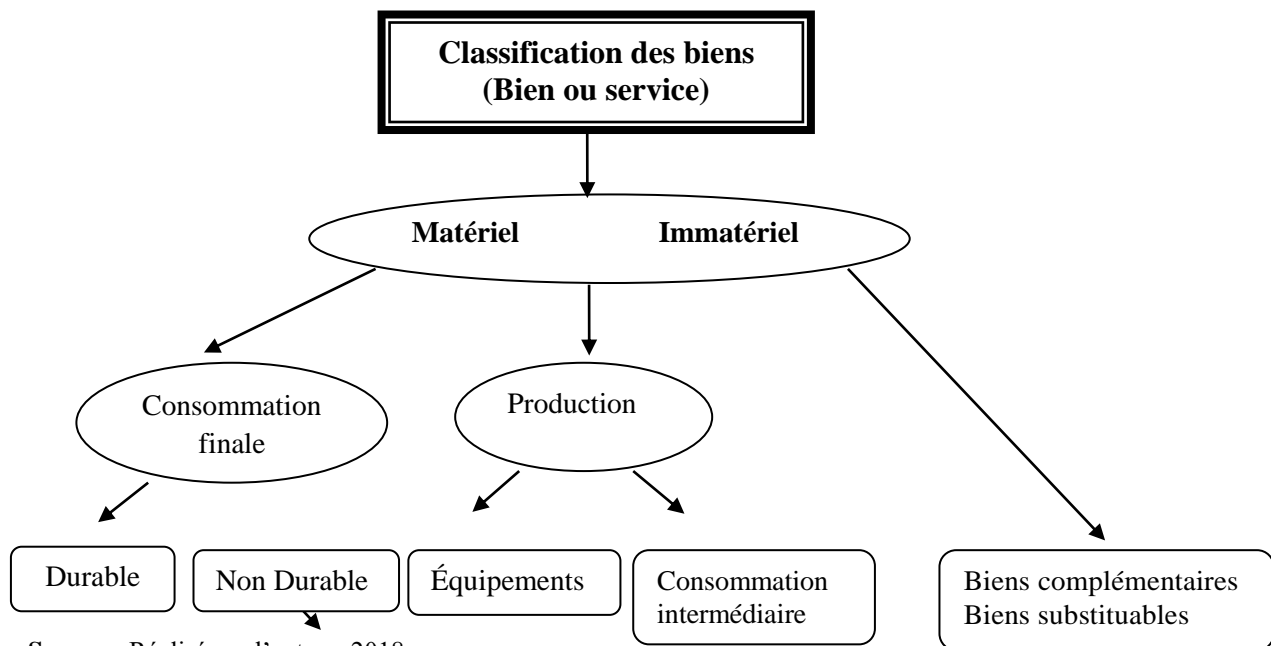 Classification des biens
(Bien ou service)
Matériel Immatériel
Consommation
finale
Production
Durable
Non Durable
Équipements
Consommation
intermédiaire
Biens complémentaires
Biens substituables
2018